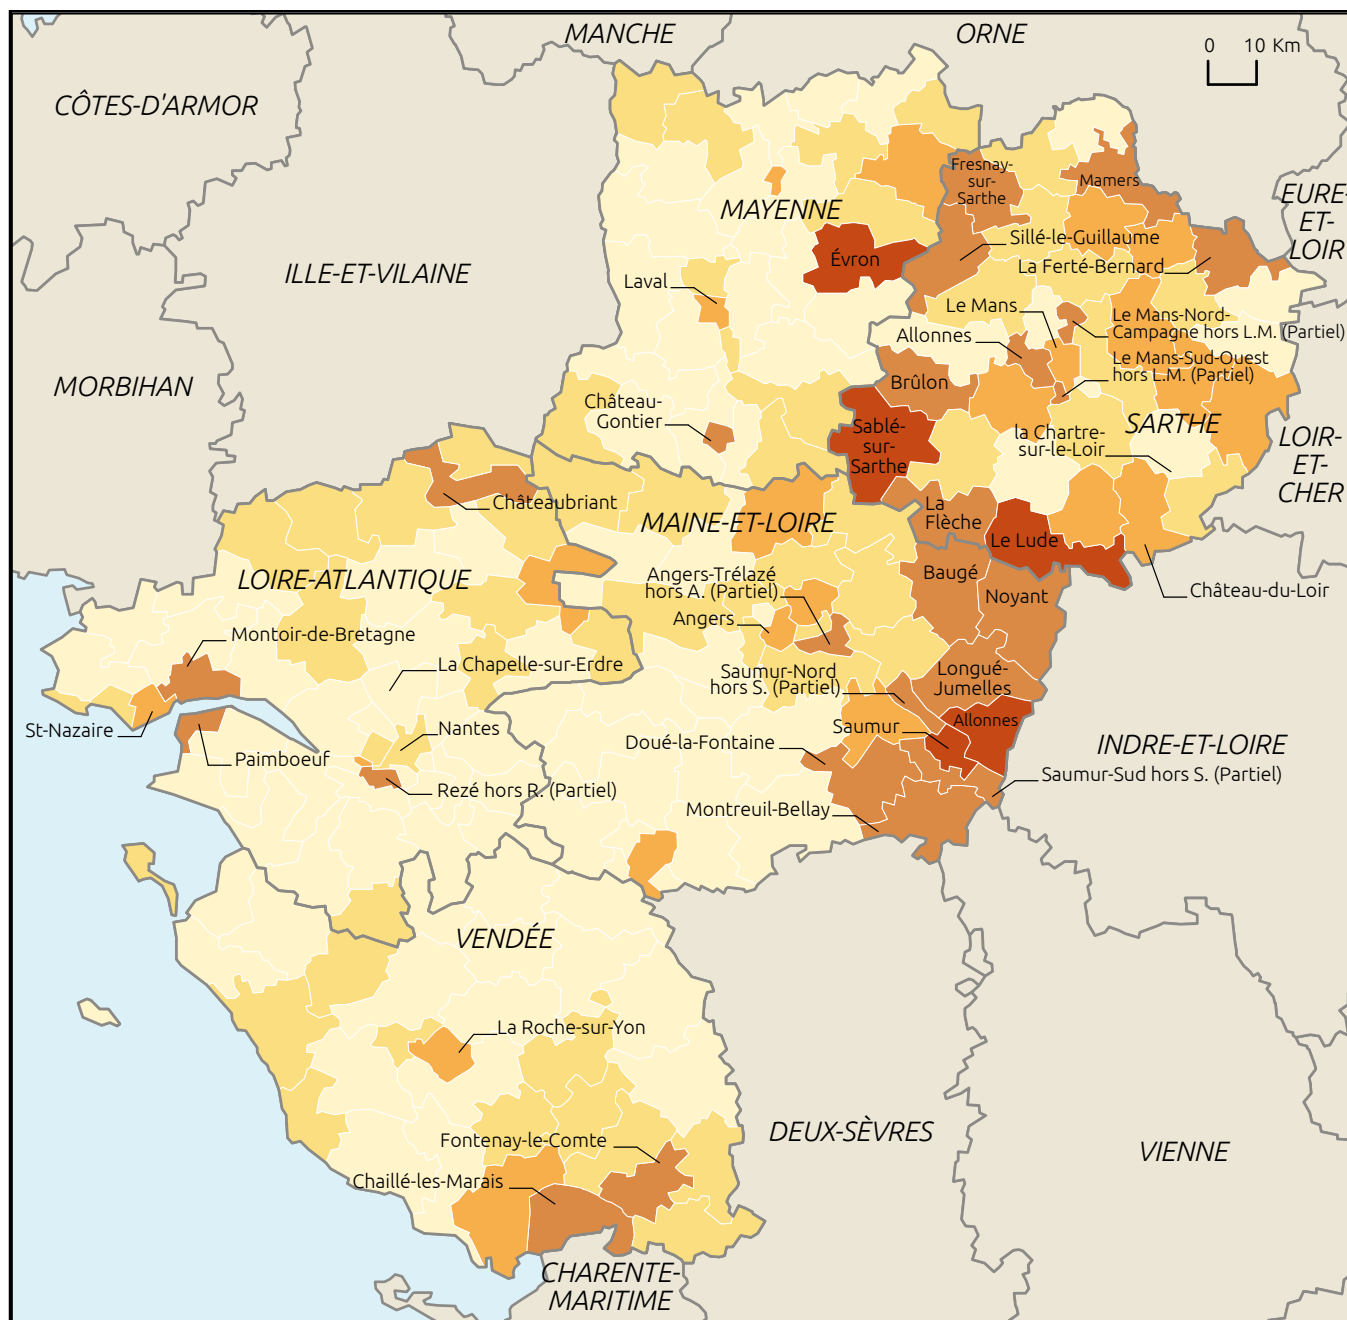 MANCHE
ORNE
0 10 Km
CÔTES-D'ARMOR
Fresnay-
sur-
Sarthe
Mamers
EURE-
ET-
LOIR
MAYENNE
Sillé-le-Guillaume
Évron
La Ferté-Bernard
ILLE-ET-VILAINE
Laval
Le Mans
Le Mans-Nord-
Campagne hors L.M. (Partiel)
Allonnes
Le Mans-Sud-Ouest
hors L.M. (Partiel)
MORBIHAN
Brûlon
Château-
Gontier
Sablé-
sur-
Sarthe
SARTHE
la Chartre-
sur-le-Loir
LOIR-
ET-
CHER
Châteaubriant
MAINE-ET-LOIRE
La
Flèche
Le Lude
LOIRE-ATLANTIQUE
Angers-Trélazé
hors A. (Partiel)
Baugé
Noyant
Château-du-Loir
Angers
Montoir-de-Bretagne
La Chapelle-sur-Erdre
Saumur-Nord
hors S. (Partiel)
Longué-
Jumelles
Allonnes
St-Nazaire
Nantes
Saumur
Doué-la-Fontaine
INDRE-ET-LOIRE
Paimboeuf
Saumur-Sud hors S. (Partiel)
Rezé hors R. (Partiel)
Montreuil-Bellay
VENDÉE
La Roche-sur-Yon
DEUX-SÈVRES
Fontenay-le-Comte
VIENNE
Chaillé-les-Marais
CHARENTE-
MARITIME